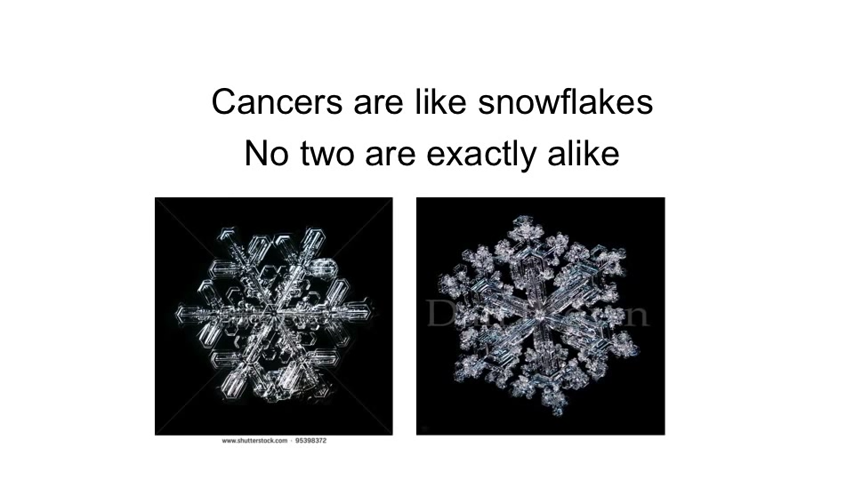 Cancers are like snowflakes
No two are exactly alike
www.shutterstock.com · 95398372